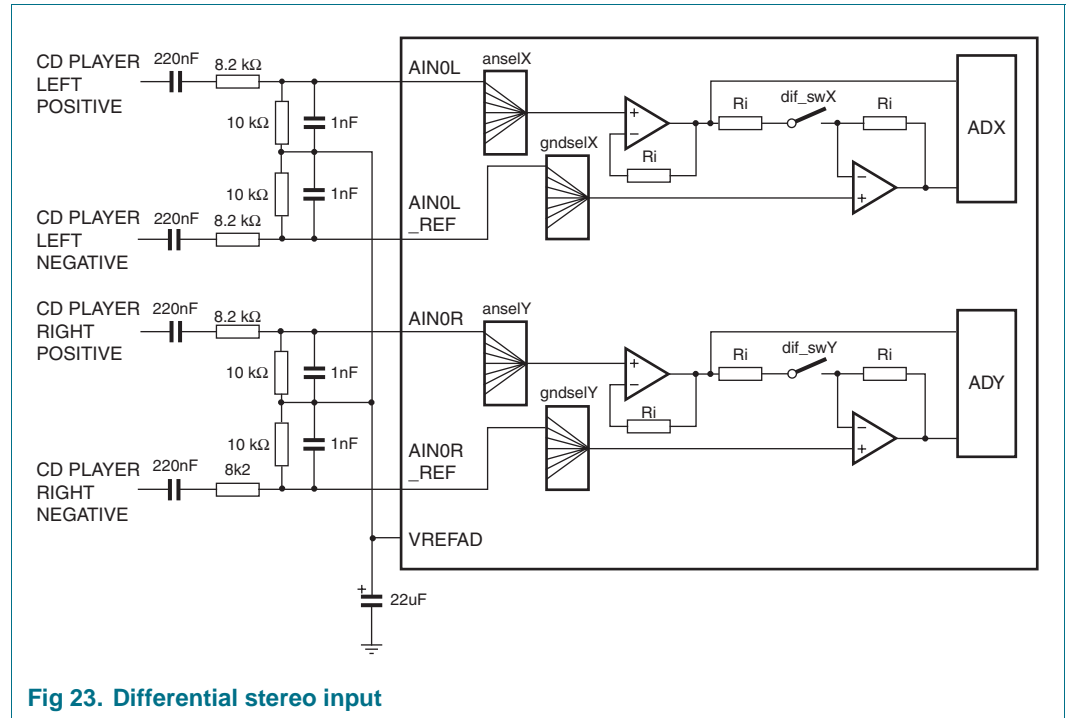 CD PLAYER
LEFT
POSITIVE
220nF
8.2 kΩ
10 kΩ
1nF
10 kΩ
1nF
CD PLAYER
LEFT
NEGATIVE
220nF
8.2 kΩ
AIN0L
AIN0L
_REF
anselX
gndselX
Ri
Ri
dif_swX
Ri
+
−
−
+
ADX
CD PLAYER
RIGHT
POSITIVE
220nF
8.2 kΩ
10 kΩ
1nF
10 kΩ
1nF
CD PLAYER
RIGHT
NEGATIVE
220nF
8k2
AIN0R
AIN0R
_REF
anselY
gndselY
Ri
Ri
dif_swY
Ri
+
−
−
+
ADY
VREFAD
+
22uF
Fig 23. Differential stereo input